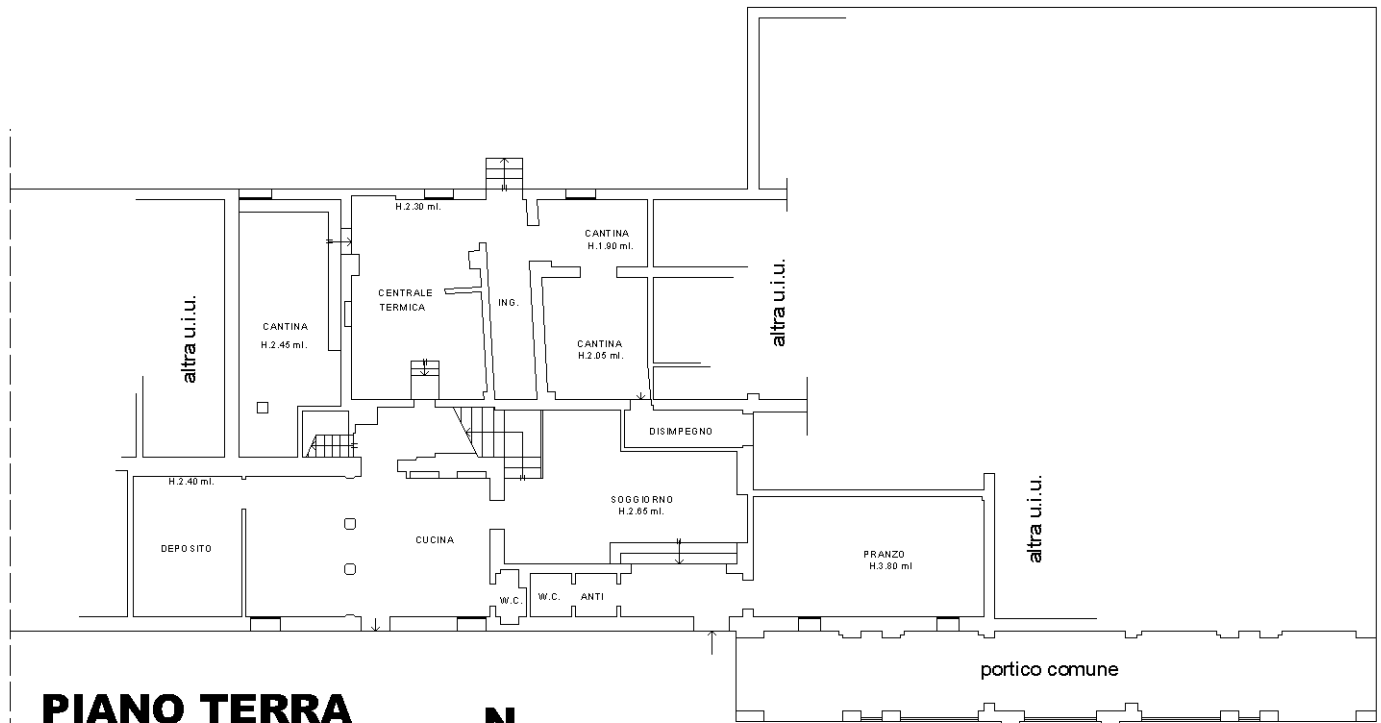 H.2.30 ml.
CANTINA
H.1.90 ml.
altra u.i.u.
CENTRALE
TERMICA
ING.
altra u.i.u.
CANTINA
H.2.45 ml.
CANTINA
H.2.05 ml.
DISIMPEGNO
H.2.40 ml.
SOGGIORNO
H.2.65 ml.
altra u.i.u.
DEPOSITO
CUCINA
PRANZO
H.3.80 ml
W.C.
W.C.
ANTI
portico comune
PIANO TERRA
N